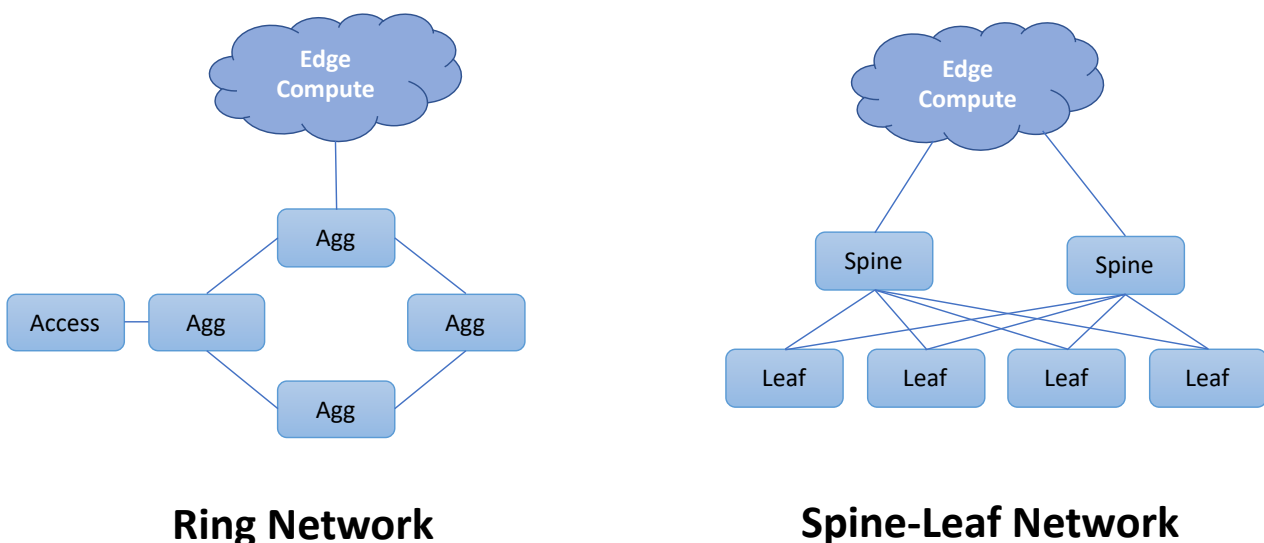 Edge
Compute
Agg
Access
Agg
Agg
Agg
Ring Network
Edge
Compute
Spine
Spine
Leaf
Leaf
Leaf
Leaf
Spine-Leaf Network